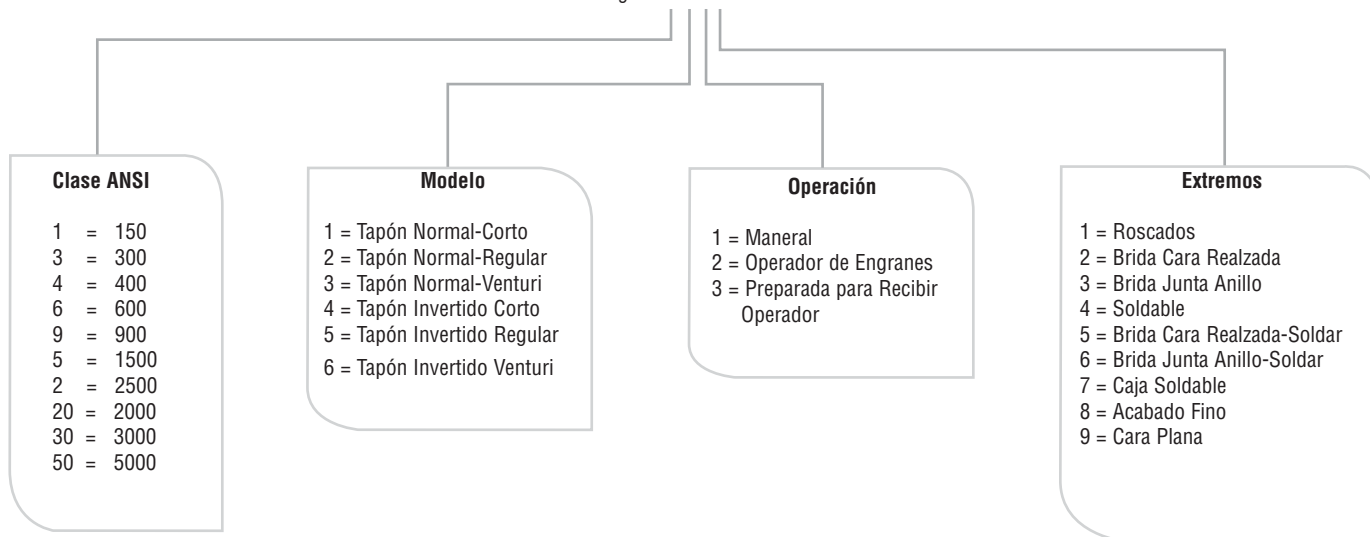 Clase ANSI
1 = 150
3 = 300
4 = 400
6 = 600
9 = 900
5 = 1500
2 = 2500
20 = 2000
30 = 3000
50 = 5000
Modelo
1 = Tapón Normal-Corto
2 = Tapón Normal-Regular
3 = Tapón Normal-Venturi
4 = Tapón Invertido Corto
5 = Tapón Invertido Regular
6 = Tapón Invertido Venturi
Operación
1 = Maneral
2 = Operador de Engranes
3 = Preparada para Recibir
Operador
Extremos
1 = Roscados
2 = Brida Cara Realzada
3 = Brida Junta Anillo
4 = Soldable
5 = Brida Cara Realzada-Soldar
6 = Brida Junta Anillo-Soldar
7 = Caja Soldable
8 = Acabado Fino
9 = Cara Plana